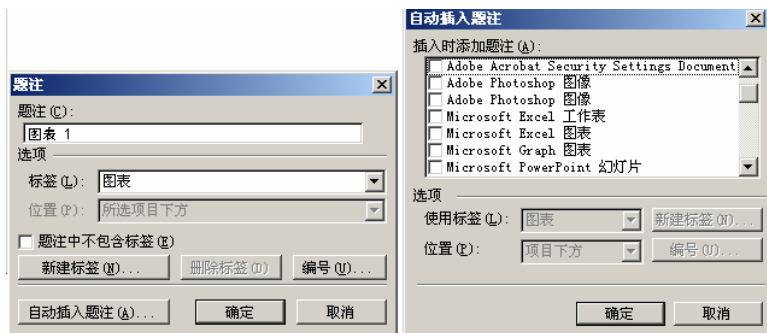 题注
题注(C):
图表 1
选项
标签(L): 图表
位置(P): 所选项目下方
题注中不包含标签(E)
新建标签(N)... 删除标签(D) 编号(U)...
自动插入题注(A)... 确定 取消
自动插入题注
插入时添加题注(A):
Adobe Acrobat Security Settings Document
Adobe Photoshop 图像
Adobe Photoshop 图像
Microsoft Excel 工作表
Microsoft Excel 图表
Microsoft Graph 图表
Microsoft PowerPoint 幻灯片
选项
使用标签(L): 图表 新建标签(N)...
位置(P): 项目下方 编号(U)...
确定 取消